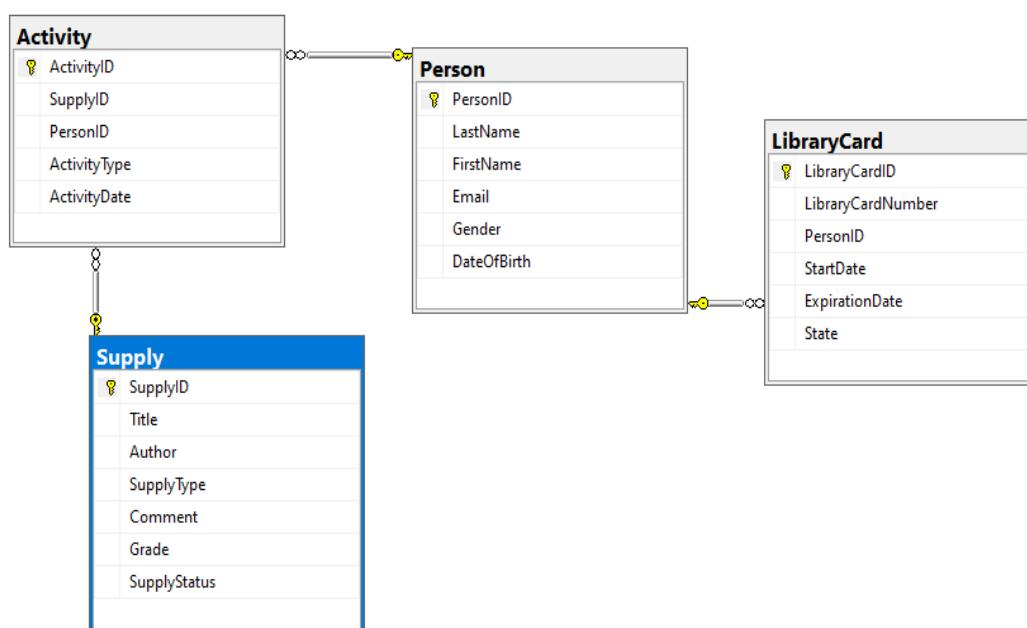 Activity
ActivityID
SupplyID
PersonID
ActivityType
ActivityDate
Person
PersonID
LastName
FirstName
Email
Gender
DateOfBirth
LibraryCard
LibraryCardID
LibraryCardNumber
PersonID
StartDate
ExpirationDate
State
Supply
SupplyID
Title
Author
SupplyType
Comment
Grade
SupplyStatus